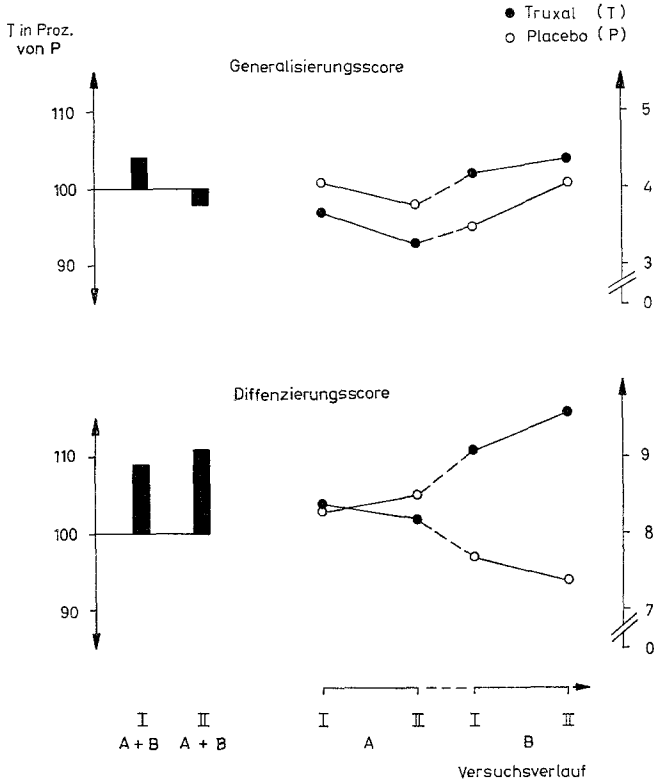 ● Truxal (T)
○ Placebo (P)
T in Proz.
von P
Generalisierungsscore
110
100
90
5
4
3
0
Diffenzierungsscore
110
100
90
9
8
7
0
I II
A + B A + B
I II I II
A B
Versuchsverlauf